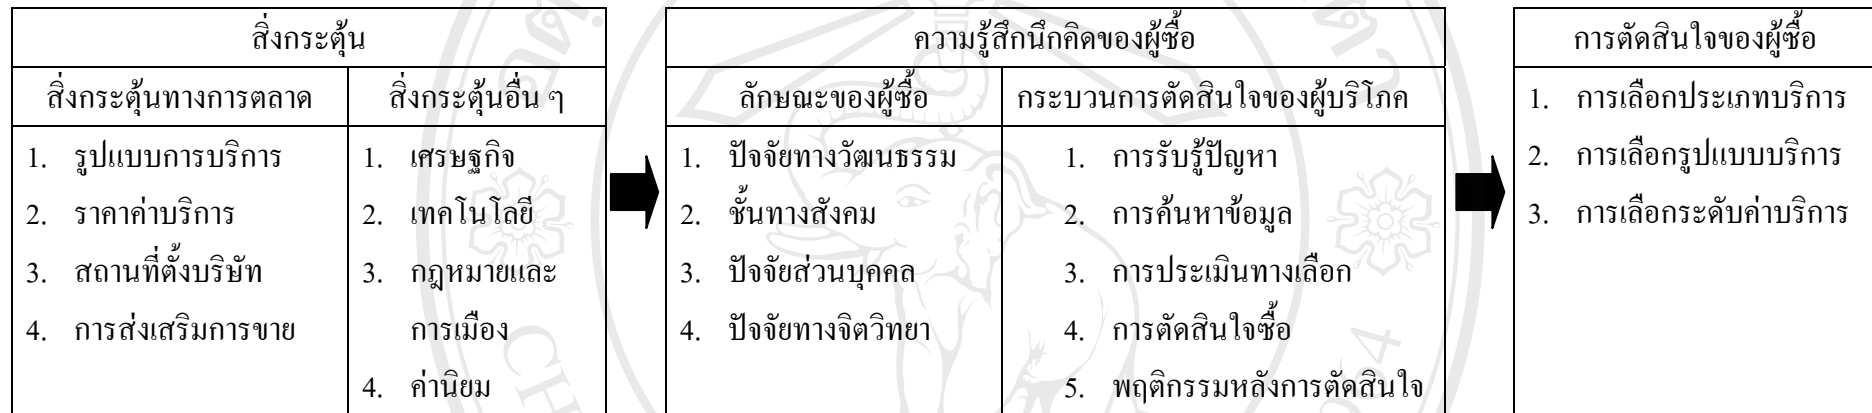 สิ่งกระตุ้น
สิ่งกระตุ้นทางการตลาด
1. รูปแบบการบริการ
2. ราคาค่าบริการ
3. สถานที่ตั้งบริษัท
4. การส่งเสริมการขาย
สิ่งกระตุ้นอื่น ๆ
1. เศรษฐกิจ
2. เทคโนโลยี
3. กฎหมายและ
การเมือง
4. ค่านิยม
ความรู้สึกนึกคิดของผู้ซื้อ
ลักษณะของผู้ซื้อ
1. ปัจจัยทางวัฒนธรรม
2. ชั้นทางสังคม
3. ปัจจัยส่วนบุคคล
4. ปัจจัยทางจิตวิทยา
กระบวนการตัดสินใจของผู้บริโภค
1. การรับรู้ปัญหา
2. การค้นหาข้อมูล
3. การประเมินทางเลือก
4. การตัดสินใจซื้อ
5. พฤติกรรมหลังการตัดสินใจ
การตัดสินใจของผู้ซื้อ
1. การเลือกประเภทบริการ
2. การเลือกรูปแบบบริการ
3. การเลือกระดับค่าบริการ